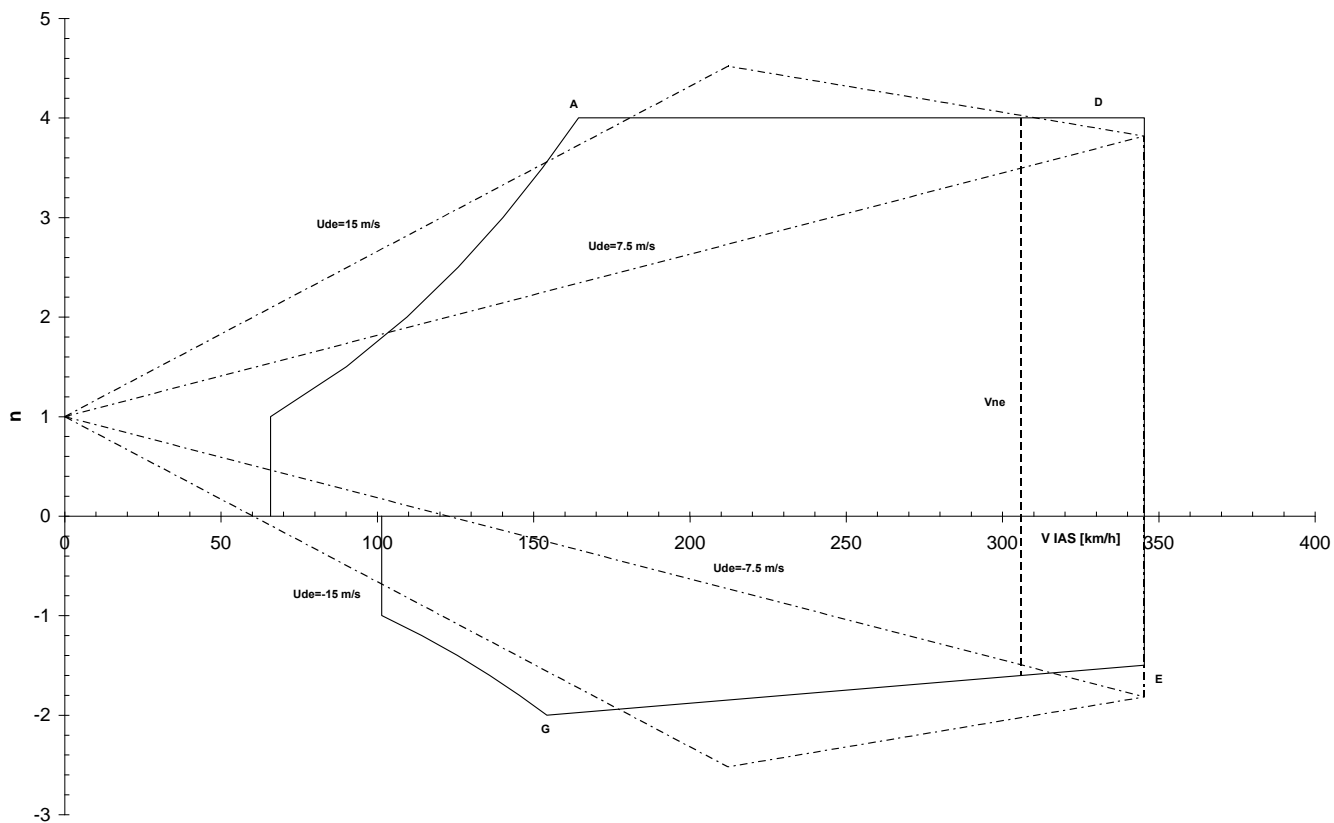 5
A
D
4
3
Ude=15 m/s
Ude=7.5 m/s
2
n
1
Vne
0
0 50 100 150 200 250 300 350 400
V IAS [km/h]
Ude=-7.5 m/s
Ude=-15 m/s
-1
E
-2
G
-3